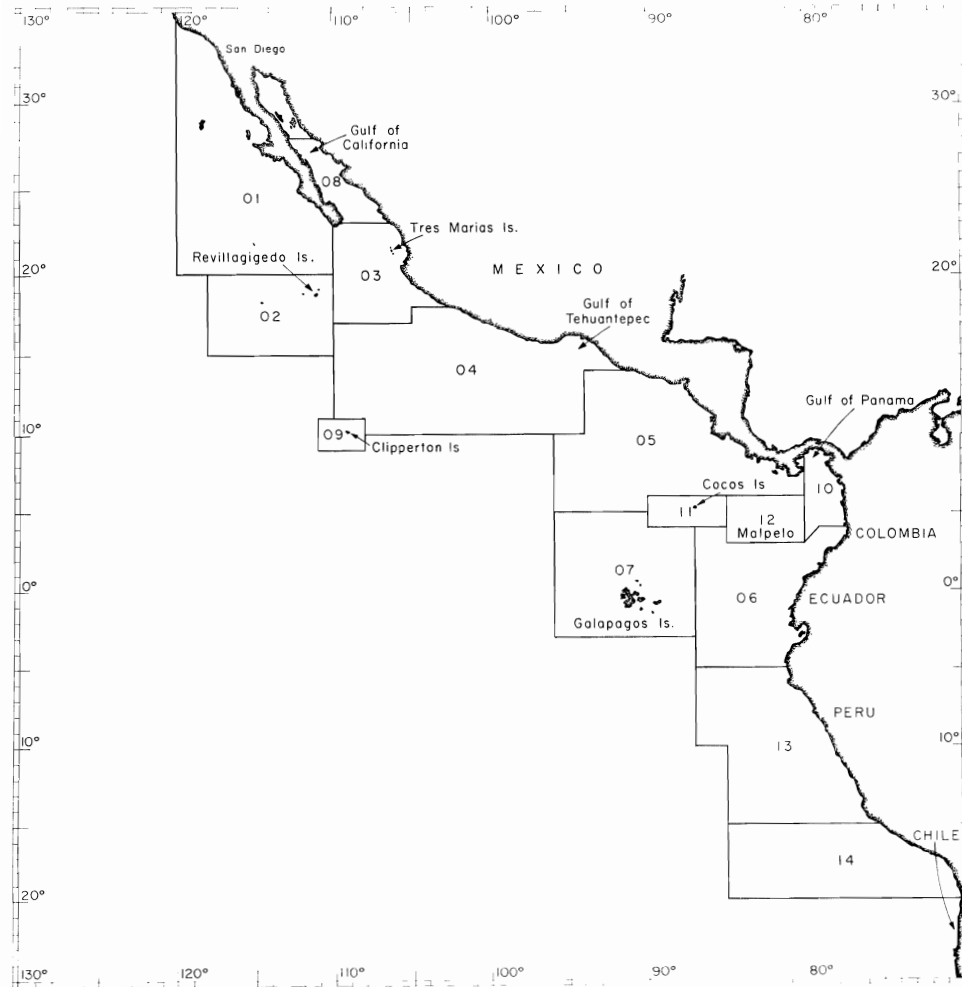 130° 120° 110° 100° 90° 80°
San Diego
30° 30°
Gulf of
California
08
01
Tres Marias Is.
Revillagigedo Is.
MEXICO
20° 20°
03
02
Gulf of
Tehuantepec
04
Gulf of Panama
10° 10°
09
Clipperton Is
05
Cocos Is
10
11
12
Malpelo
COLOMBIA
07
0° 0°
06
ECUADOR
Galapagos Is.
PERU
10° 10°
13
CHILE
14
20° 20°
130° 120° 110° 100° 90° 80°